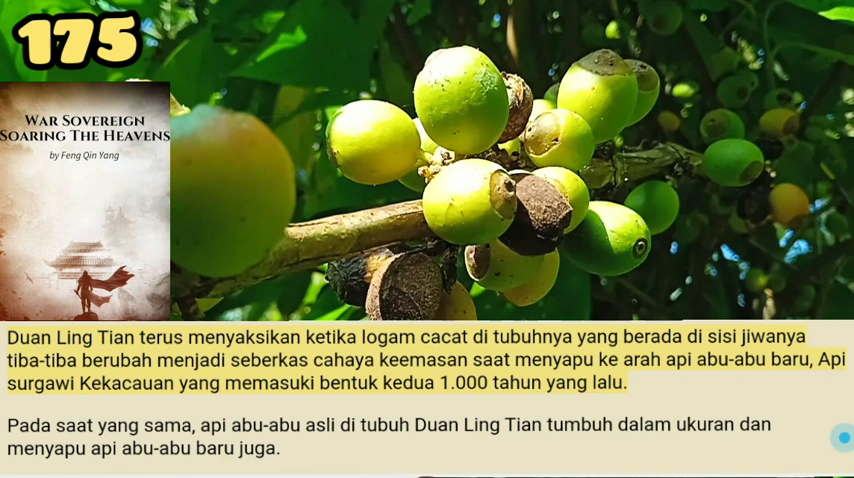 175
War Sovereign
Soaring The Heavens
by Feng Qin Yang
Duan Ling Tian terus menyaksikan ketika logam cacat di tubuhnya yang berada di sisi jiwanya
tiba-tiba berubah menjadi seberkas cahaya keemasan saat menyapu ke arah api abu-abu baru, Api
surgawi Kekacauan yang memasuki bentuk kedua 1.000 tahun yang lalu.
Pada saat yang sama, api abu-abu asli di tubuh Duan Ling Tian tumbuh dalam ukuran dan
menyapu api abu-abu baru juga.